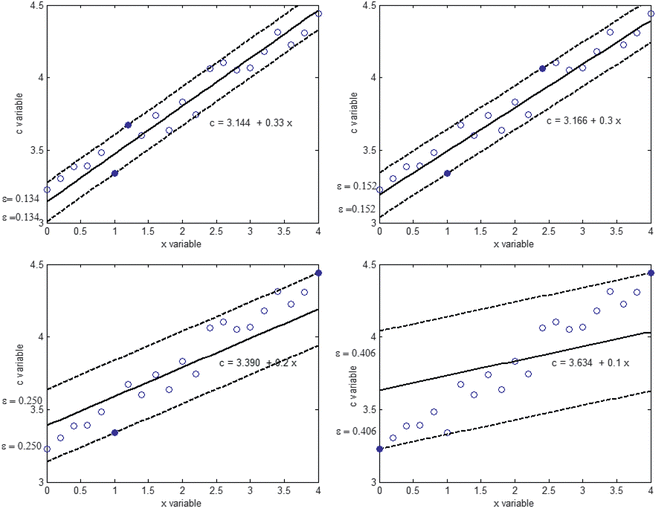 4.5
4
3.5
3
c variable
c = 3.144 + 0.33 x
ε= 0.134
ε=0.134
0 0.5 1 1.5 2 2.5 3 3.5 4
x variable
4.5
4
3.5
3
c variable
c = 3.166 + 0.3 x
ε = 0.152
ε =0.152
0 0.5 1 1.5 2 2.5 3 3.5 4
x variable
4.5
4
3.5
3
c variable
c = 3.390 + 0.2 x
ε = 0.250
ε = 0.250
0 0.5 1 1.5 2 2.5 3 3.5 4
x variable
4.5
4
3.5
3
c variable
c = 3.634 + 0.1 x
ε = 0.406
ε = 0.406
0 0.5 1 1.5 2 2.5 3 3.5 4
x variable